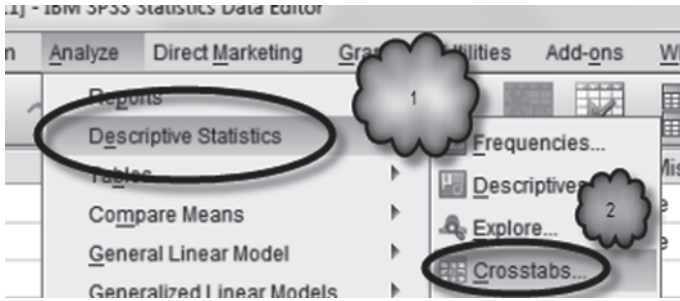 IBM SPSS Statistics Data Editor
Analyze Direct Marketing Utilities Add-ons
Reports
Descriptive Statistics
Tables
Compare Means
General Linear Model
Generalized Linear Models
1
Frequencies...
Descriptives
Explore...
2
Crosstabs...